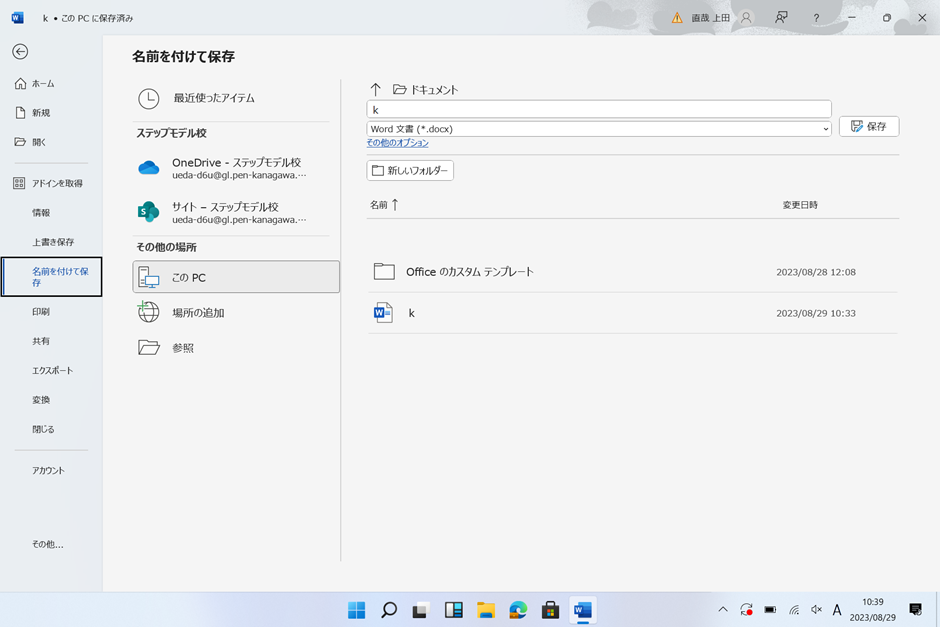 k • この PC に保存済み
直哉 上田
?
名前を付けて保存
ホーム
新規
開く
アドインを取得
情報
上書き保存
名前を付けて保
存
印刷
共有
エクスポート
変換
閉じる
アカウント
その他...
最近使ったアイテム
ステップモデル校
OneDrive - ステップモデル校
ueda-d6u@gl.pen-kanagawa.…
サイト – ステップモデル校
ueda-d6u@gl.pen-kanagawa.…
その他の場所
この PC
場所の追加
参照
↑ ドキュメント
k
Word 文書 (*.docx)
保存
その他のオプション
新しいフォルダー
名前 ↑ 変更日時
Office のカスタム テンプレート 2023/08/28 12:08
k 2023/08/29 10:33
A
10:39
2023/08/29